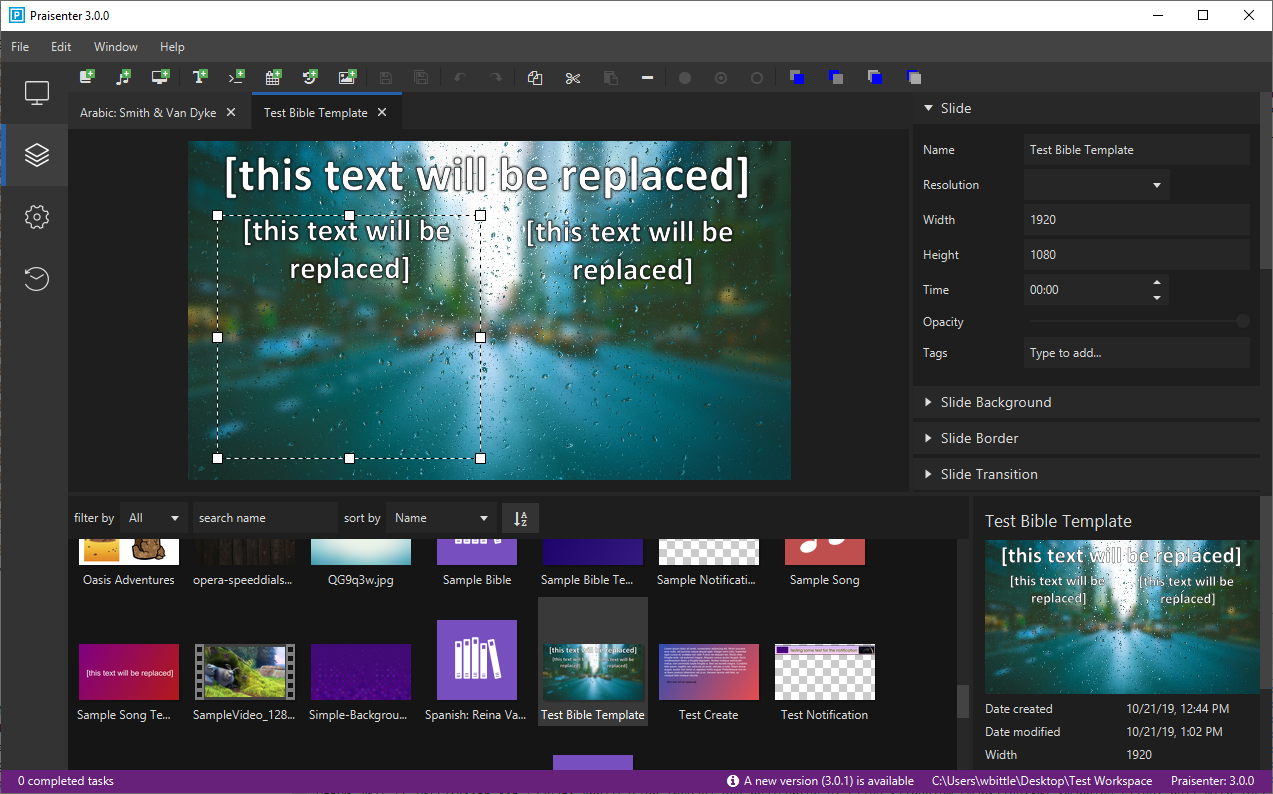 Praisenter 3.0.0
File Edit Window Help
Arabic: Smith & Van Dyke
Test Bible Template
[this text will be replaced]
[this text will be
replaced]
[this text will be
replaced]
Slide
Name Test Bible Template
Resolution
Width 1920
Height 1080
Time 00:00
Opacity
Tags Type to add...
Slide Background
Slide Border
Slide Transition
filter by All search name sort by Name
Oasis Adventures opera-speeddials... QG9q3w.jpg Sample Bible Sample Bible Te... Sample Notificati... Sample Song
[this text will be replaced]
[this text will be replaced]
Sample Song Te... SampleVideo_128... Simple-Backgrou... Spanish: Reina Va... Test Bible Template Test Create Test Notification
Test Bible Template
[this text will be replaced]
[this text will be
replaced]
[this text will be
replaced]
Date created 10/21/19, 12:44 PM
Date modified 10/21/19, 1:02 PM
Width 1920
0 completed tasks A new version (3.0.1) is available C:\Users\wbittle\Desktop\Test Workspace Praisenter: 3.0.0